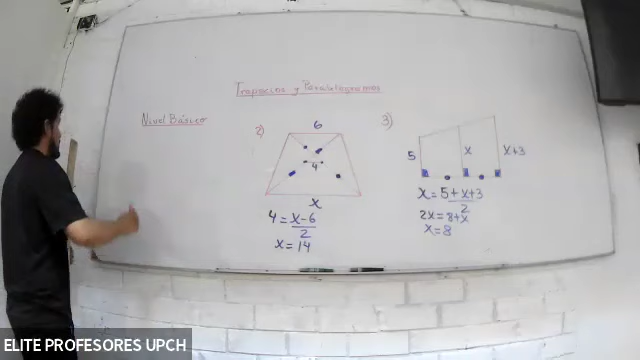 Trapecios y Paralelogramos
Nivel Básico
2)
6
4
x
4 = x-6
2
x = 14
3)
5
x
x+3
x = 5+x+3
2
2x = 8+x
x = 8
ELITE PROFESORES UPCH